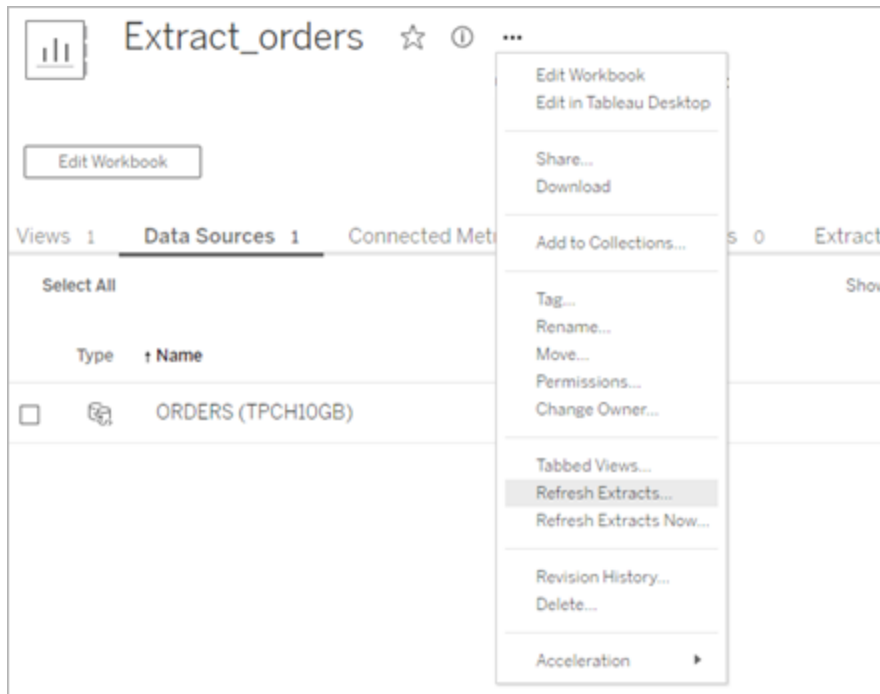 Extract_orders
Edit Workbook
Edit in Tableau Desktop
Share...
Download
Add to Collections...
Tag...
Rename...
Move...
Permissions...
Change Owner...
Tabbed Views...
Refresh Extracts...
Refresh Extracts Now...
Revision History...
Delete...
Acceleration
Edit Workbook
Views 1 Data Sources 1 Connected 0 Extract
Select All
Type ↑ Name
ORDERS (TPCH10GB)